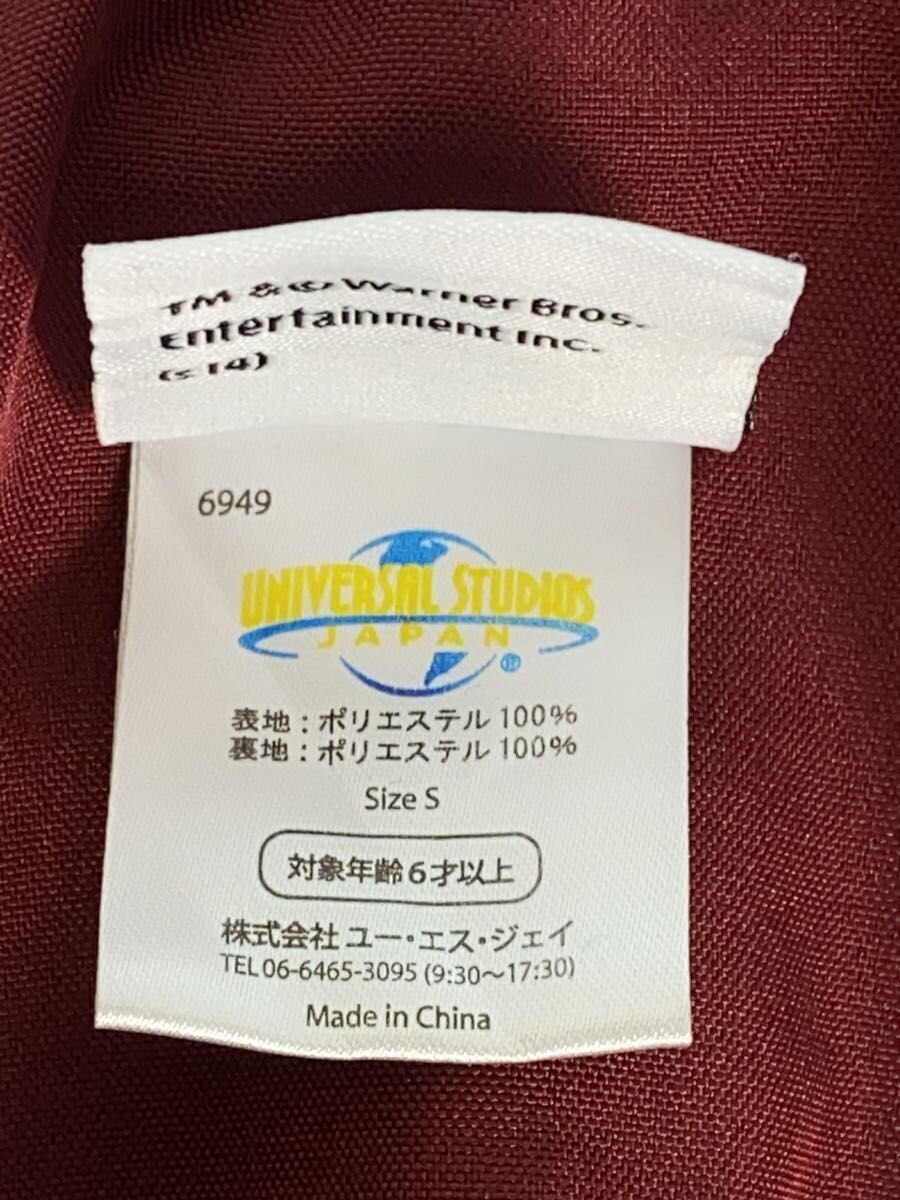 TM & © Warner Bros.
Entertainment Inc.
(s14)
6949
UNIVERSAL STUDIOS
JAPAN
®
表地：ポリエステル 100%
裏地：ポリエステル 100%
Size S
対象年齢6才以上
株式会社 ユー・エス・ジェイ
TEL 06-6465-3095 (9:30〜17:30)
Made in China